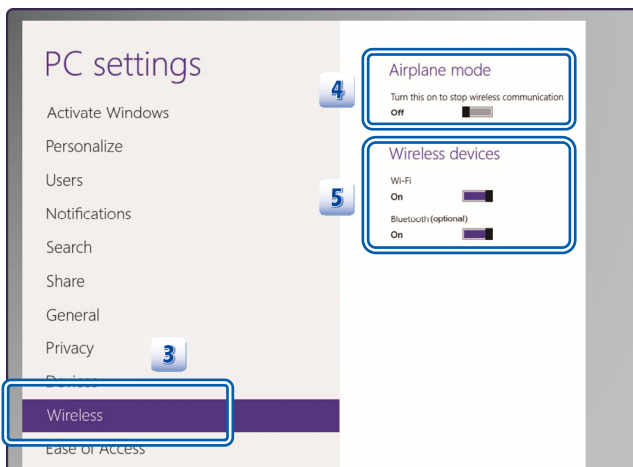 PC settings
Activate Windows
Personalize
Users
Notifications
Search
Share
General
Privacy
3
Devices
Wireless
Ease of Access
4
Airplane mode
Turn this on to stop wireless communication
Off
5
Wireless devices
Wi-Fi
On
Bluetooth (optional)
On